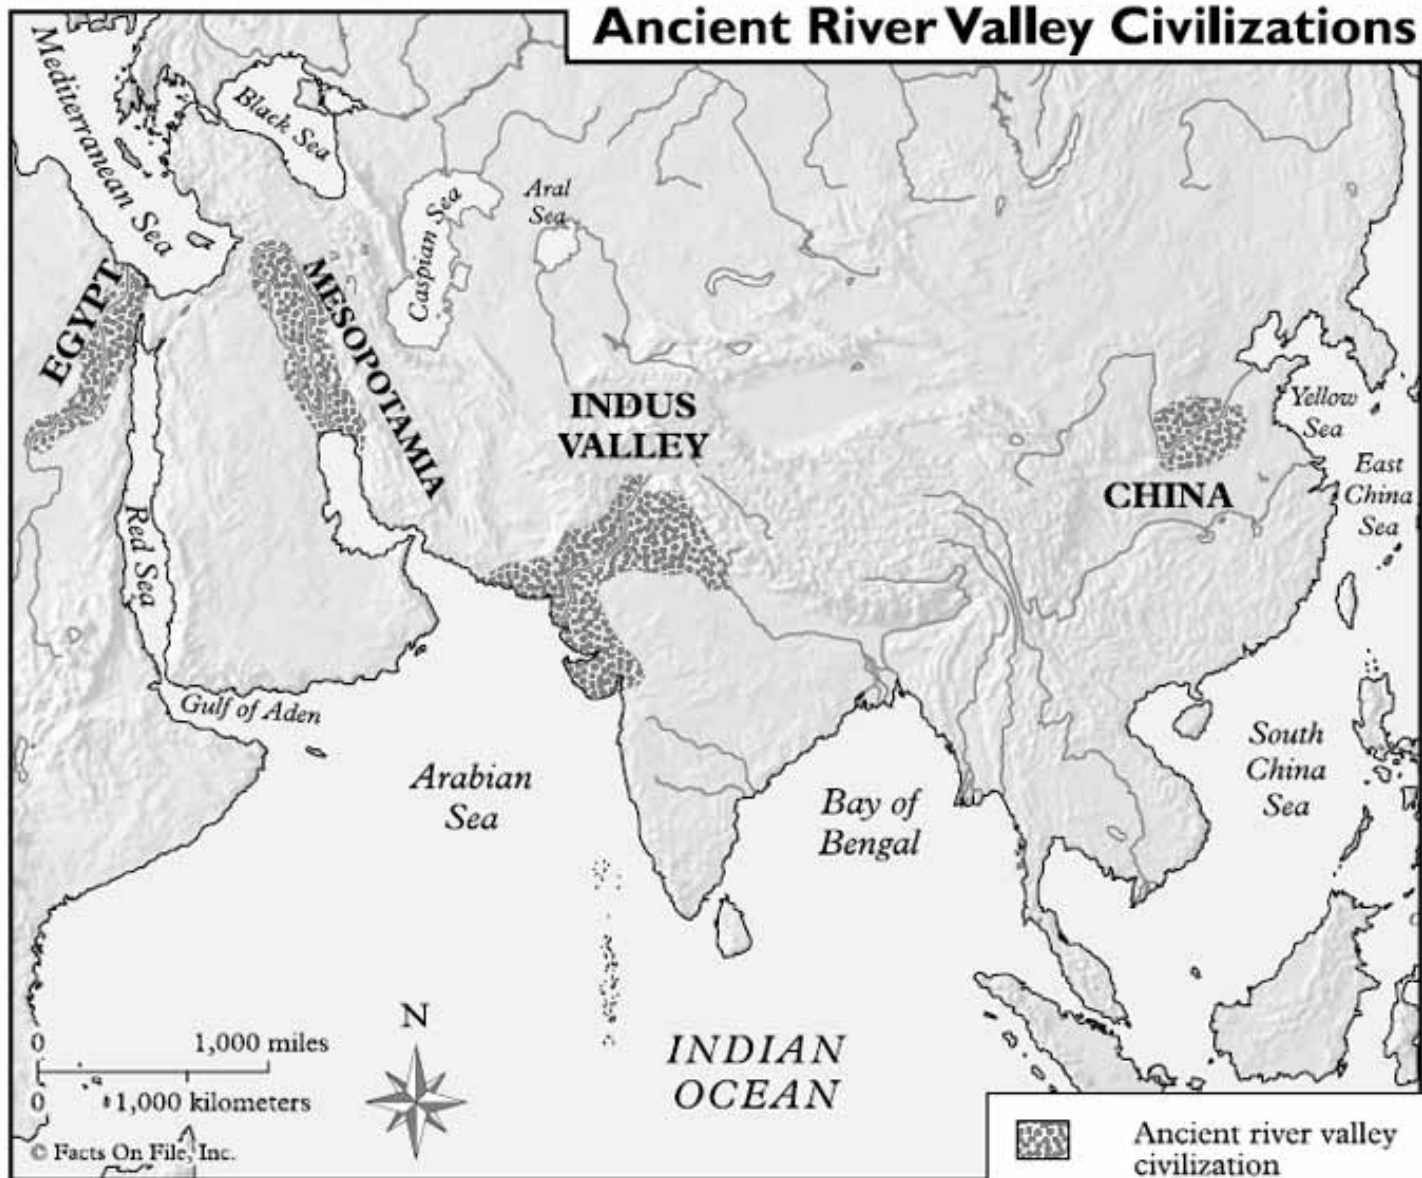 Ancient River Valley Civilizations
Mediterranean Sea
Black Sea
Caspian Sea
Aral
Sea
EGYPT
MESOPOTAMIA
INDUS
VALLEY
CHINA
Yellow
Sea
East
China
Sea
Red Sea
Gulf of Aden
Arabian
Sea
Bay of
Bengal
South
China
Sea
INDIAN
OCEAN
N
0 1,000 miles
0 1,000 kilometers
© Facts On File, Inc.
Ancient river valley
civilization